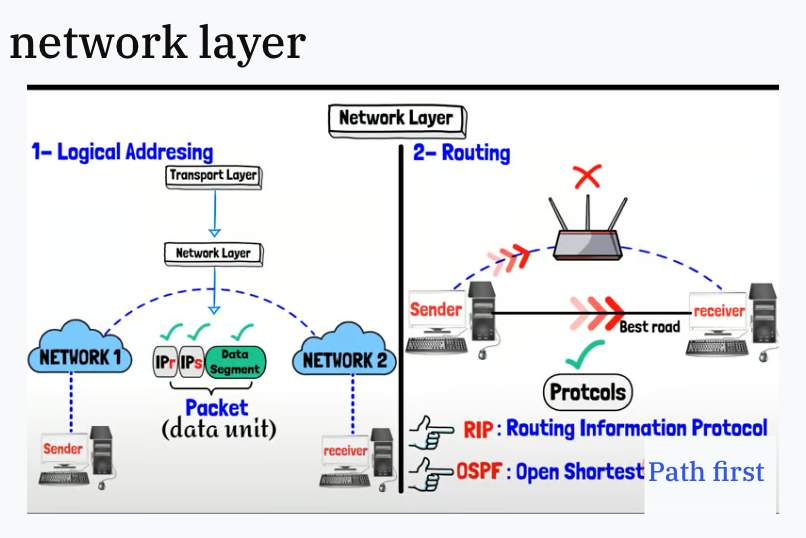 network layer
Network Layer
1- Logical Addresing
Transport Layer
Network Layer
NETWORK 1
IPr IPs Data Segment
NETWORK 2
Packet
(data unit)
Sender
receiver
2- Routing
Sender
receiver
Best road
Protcols
RIP : Routing Information Protocol
OSPF : Open Shortest Path first